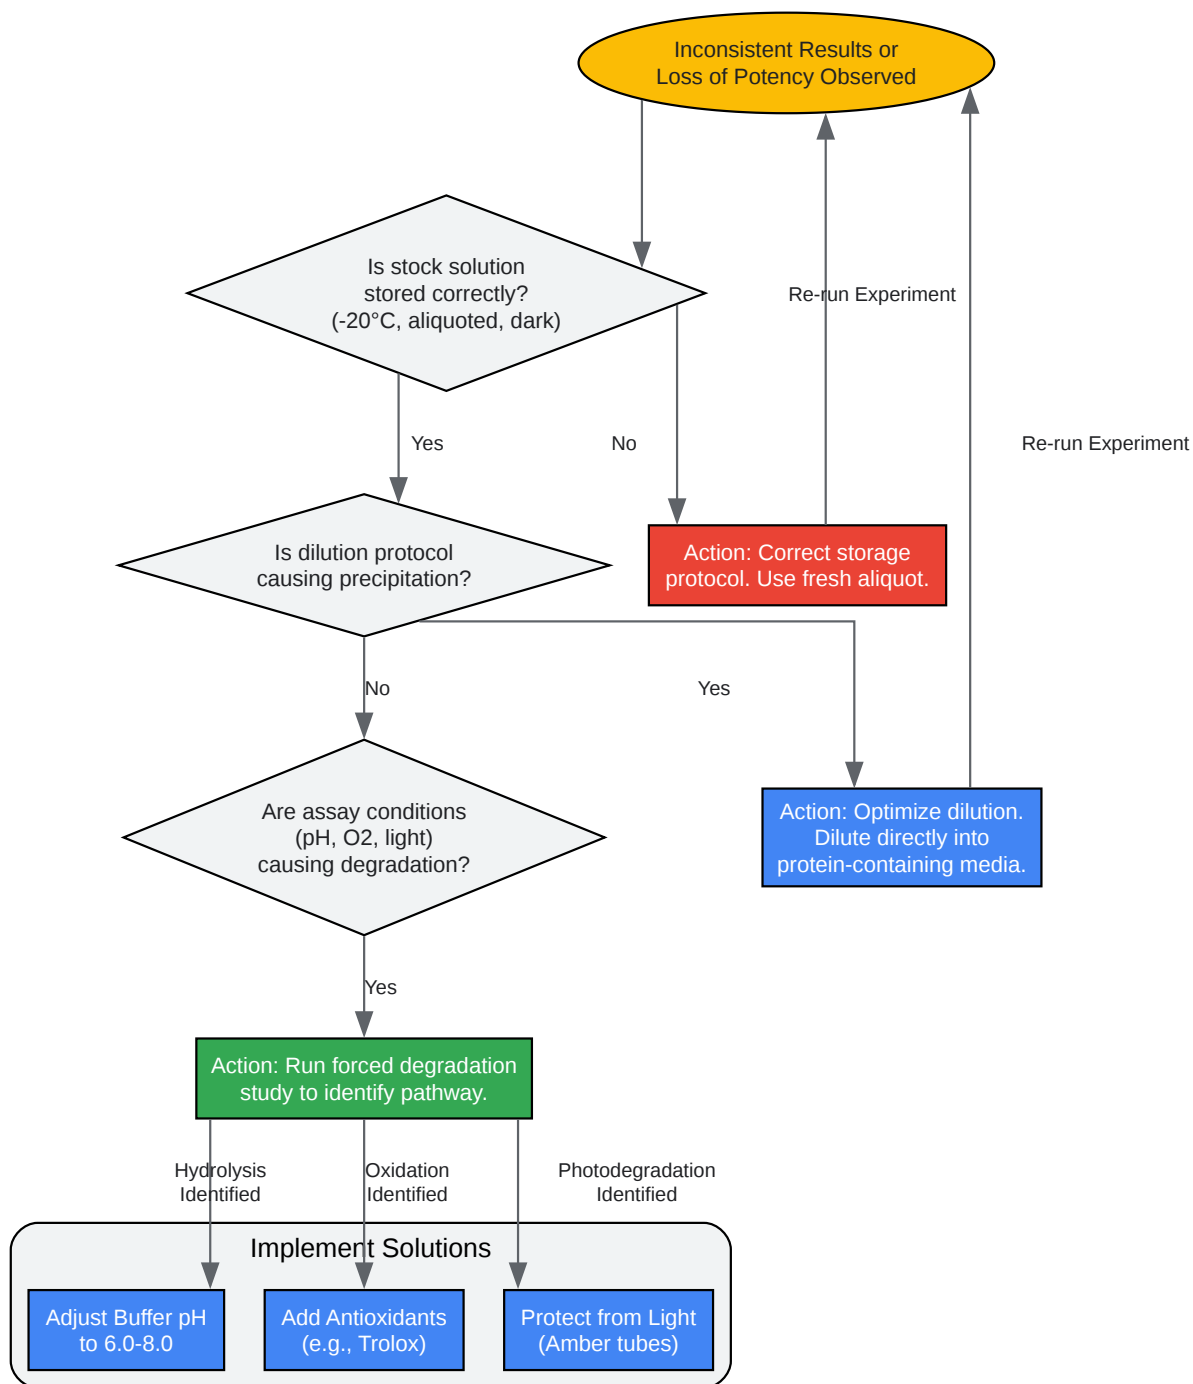 Inconsistent Results or
Loss of Potency Observed
Is stock solution
stored correctly?
(-20°C, aliquoted, dark)
Re-run Experiment
Yes
No
Re-run Experiment
Is dilution protocol
causing precipitation?
Action: Correct storage
protocol. Use fresh aliquot.
No
Yes
Are assay conditions
(pH, O2, light)
causing degradation?
Action: Optimize dilution.
Dilute directly into
protein-containing media.
Yes
Action: Run forced degradation
study to identify pathway.
Hydrolysis
Identified
Oxidation
Identified
Photodegradation
Identified
Implement Solutions
Adjust Buffer pH
to 6.0-8.0
Add Antioxidants
(e.g., Trolox)
Protect from Light
(Amber tubes)